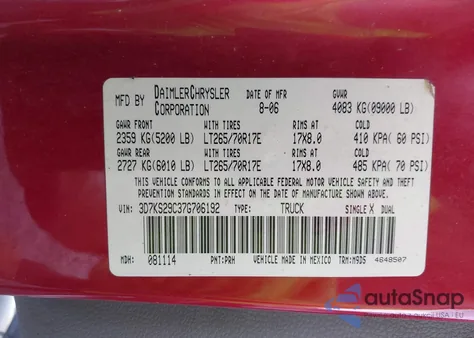 MFD BY DAIMLERCHRYSLER CORPORATION DATE OF MFR 8-06 GVWR 4083 KG(09000 LB)
GAWR FRONT WITH TIRES RIMS AT COLD
2359 KG(5200 LB) LT265/70R17E 17X8.0 410 KPA( 60 PSI)
GAWR REAR WITH TIRES RIMS AT COLD
2727 KG(6010 LB) LT265/70R17E 17X8.0 485 KPA( 70 PSI)
THIS VEHICLE CONFORMS TO ALL APPLICABLE FEDERAL MOTOR VEHICLE SAFETY AND THEFT
PREVENTION STANDARDS IN EFFECT ON THE DATE OF MANUFACTURE SHOWN ABOVE.
VIN: 3D7KS29C37G706192 TYPE: TRUCK SINGLE X DUAL
MDH: 081114 PNT:PRH VEHICLE MADE IN MEXICO TRM:M9D5 4648507
autoSnap